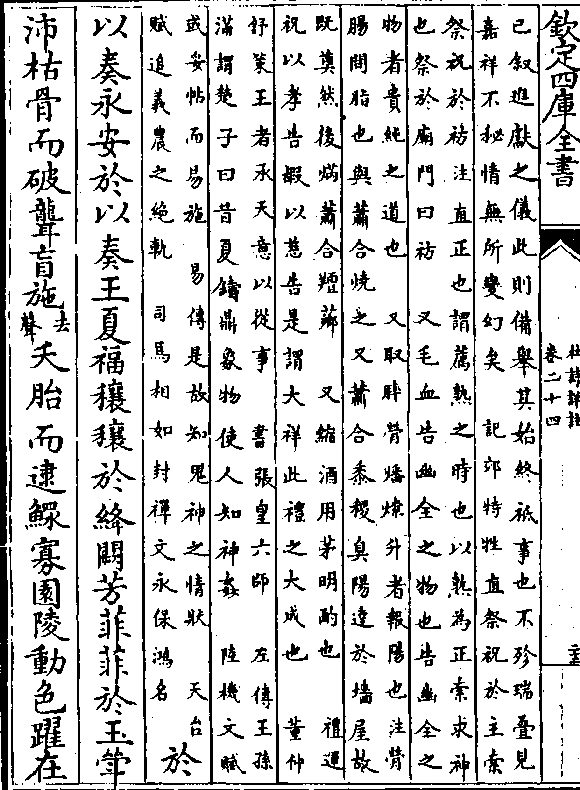 欽定四庫全書
杜詩詳註
卷二十四
已叙進獻之儀此則備舉其始終祗事也不殄瑞疊見
嘉祥不秘情無所變幻矣　記郊特牲直祭祝於主索
祭祝於祊注直正也謂薦熟之時也以熟為正索求神
也祭於廟門曰祊　又毛血告幽全之物也告幽全之
物者貴純之道也　又取膟膋燔燎升首報陽也注膋
腸間脂也與蕭合燒之又蕭合黍稷臭陽達於墻屋故
既奠然後焫蕭合羶薌　又縮酒用茅明酌也　禮運
祝以孝告嘏以慈告是謂大祥此禮之大成也　董仲
舒策王者承天意以從事　書張皇六師　左傳王孫
滿謂楚子曰昔夏鑄鼎象物使人知神姦　陸機文賦
或妥帖而易施　易傳是故知鬼神之情狀　天台
賦追羲農之絶軌　司馬相如封禪文永保鴻名　於
以奏永安於以奏王夏福穰穰於絳闕芳菲菲於玉斝
沛枯骨而破聾盲施去聲夭胎而逮鰥寡園陵動色躍在